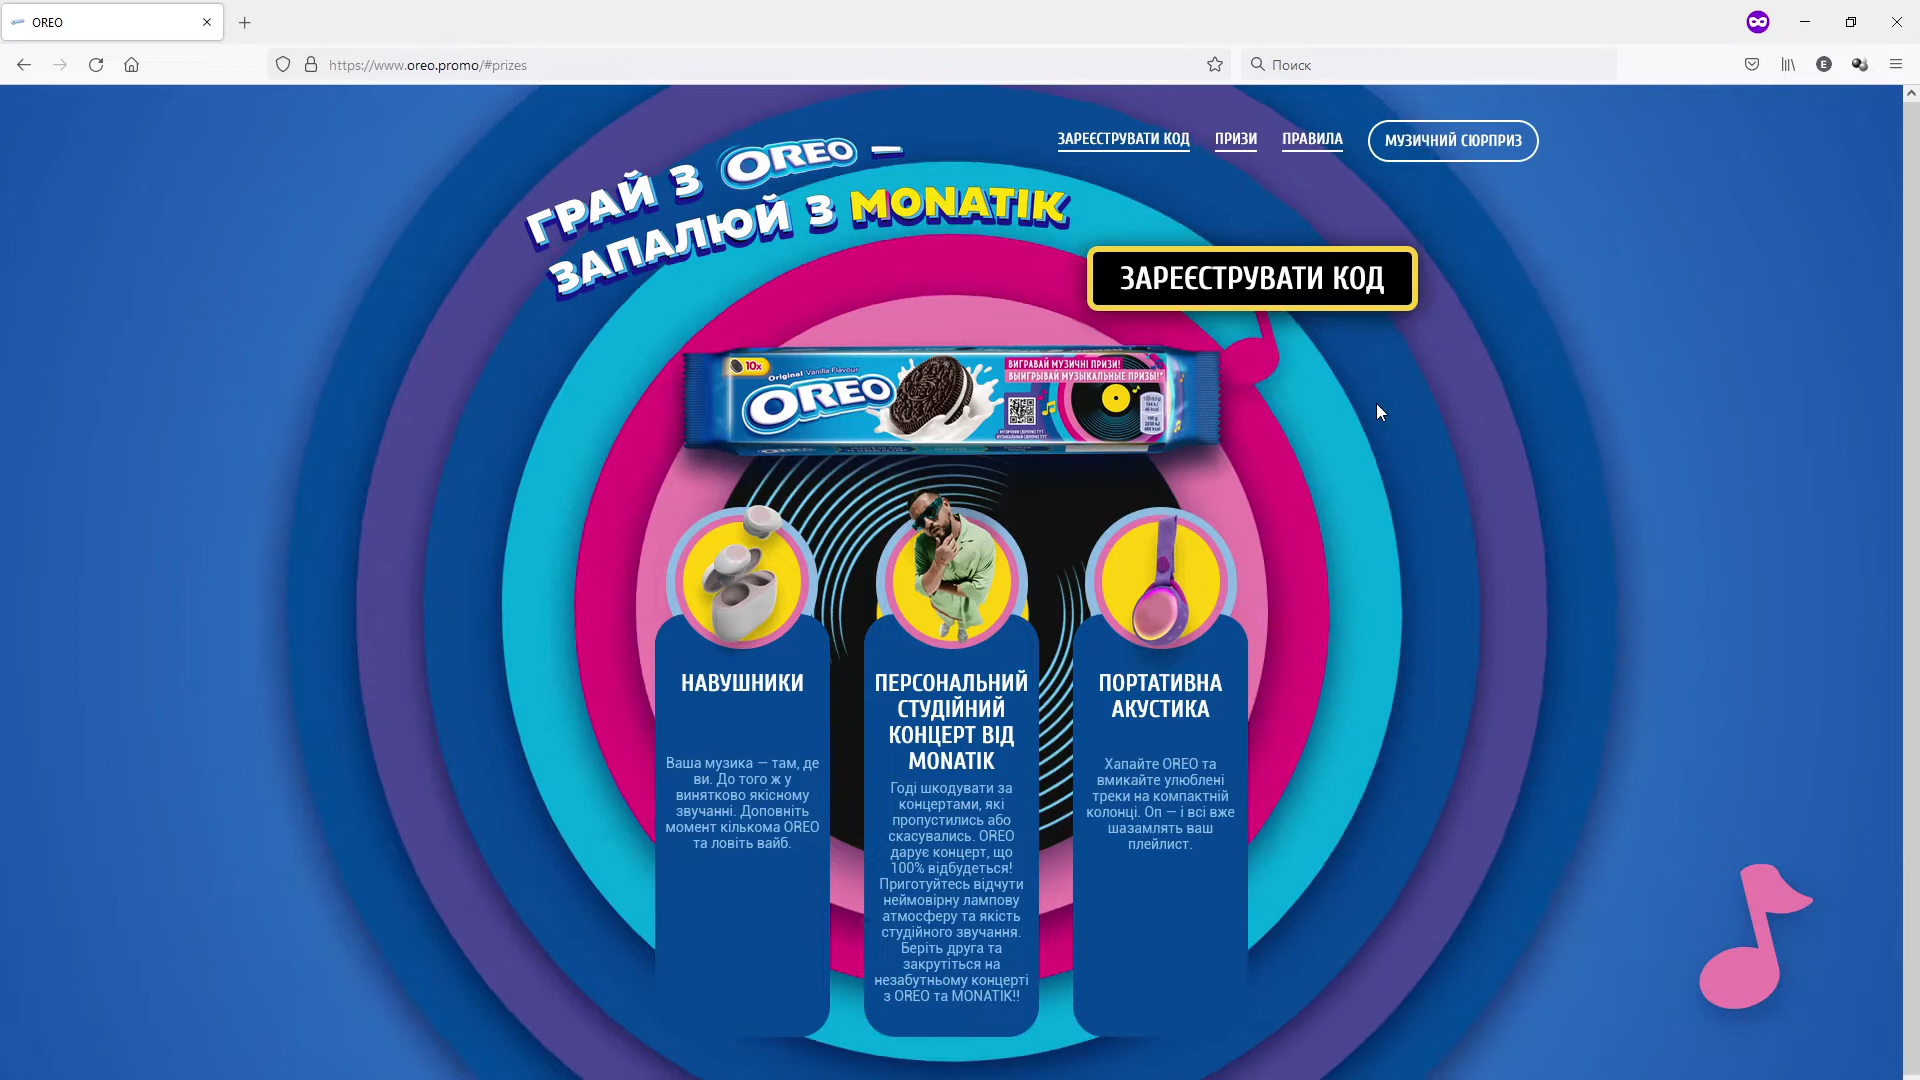 OREO
https://www.oreo.promo/#prizes
Поиск
E
ЗАРЕЄСТРУВАТИ КОД
ПРИЗИ
ПРАВИЛА
МУЗИЧНИЙ СЮРПРИЗ
ГРАЙ З OREO –
ЗАПАЛЮЙ З MONATIK
ЗАРЕЄСТРУВАТИ КОД
10x
Original Vanilla Flavour
OREO
ВИГРАВАЙ МУЗИЧНІ ПРИЗИ!
ВЫИГРЫВАЙ МУЗЫКАЛЬНЫЕ ПРИЗЫ!*
НАВУШНИКИ
Ваша музика — там, де
ви. До того ж у
винятково якісному
звучанні. Доповніть
момент кількома OREO
та ловіть вайб.
ПЕРСОНАЛЬНИЙ
СТУДІЙНИЙ
КОНЦЕРТ ВІД
MONATIK
Годі шкодувати за
концертами, які
пропустились або
скасувались. OREO
дарує концерт, що
100% відбудеться!
Приготуйтесь відчути
неймовірну лампову
атмосферу та якість
студійного звучання.
Беріть друга та
закрутіться на
незабутньому концерті
з OREO та MONATIK!!
ПОРТАТИВНА
АКУСТИКА
Хапайте OREO та
вмикайте улюблені
треки на компактній
колонці. Оп — і всі вже
шазамлять ваш
плейлист.